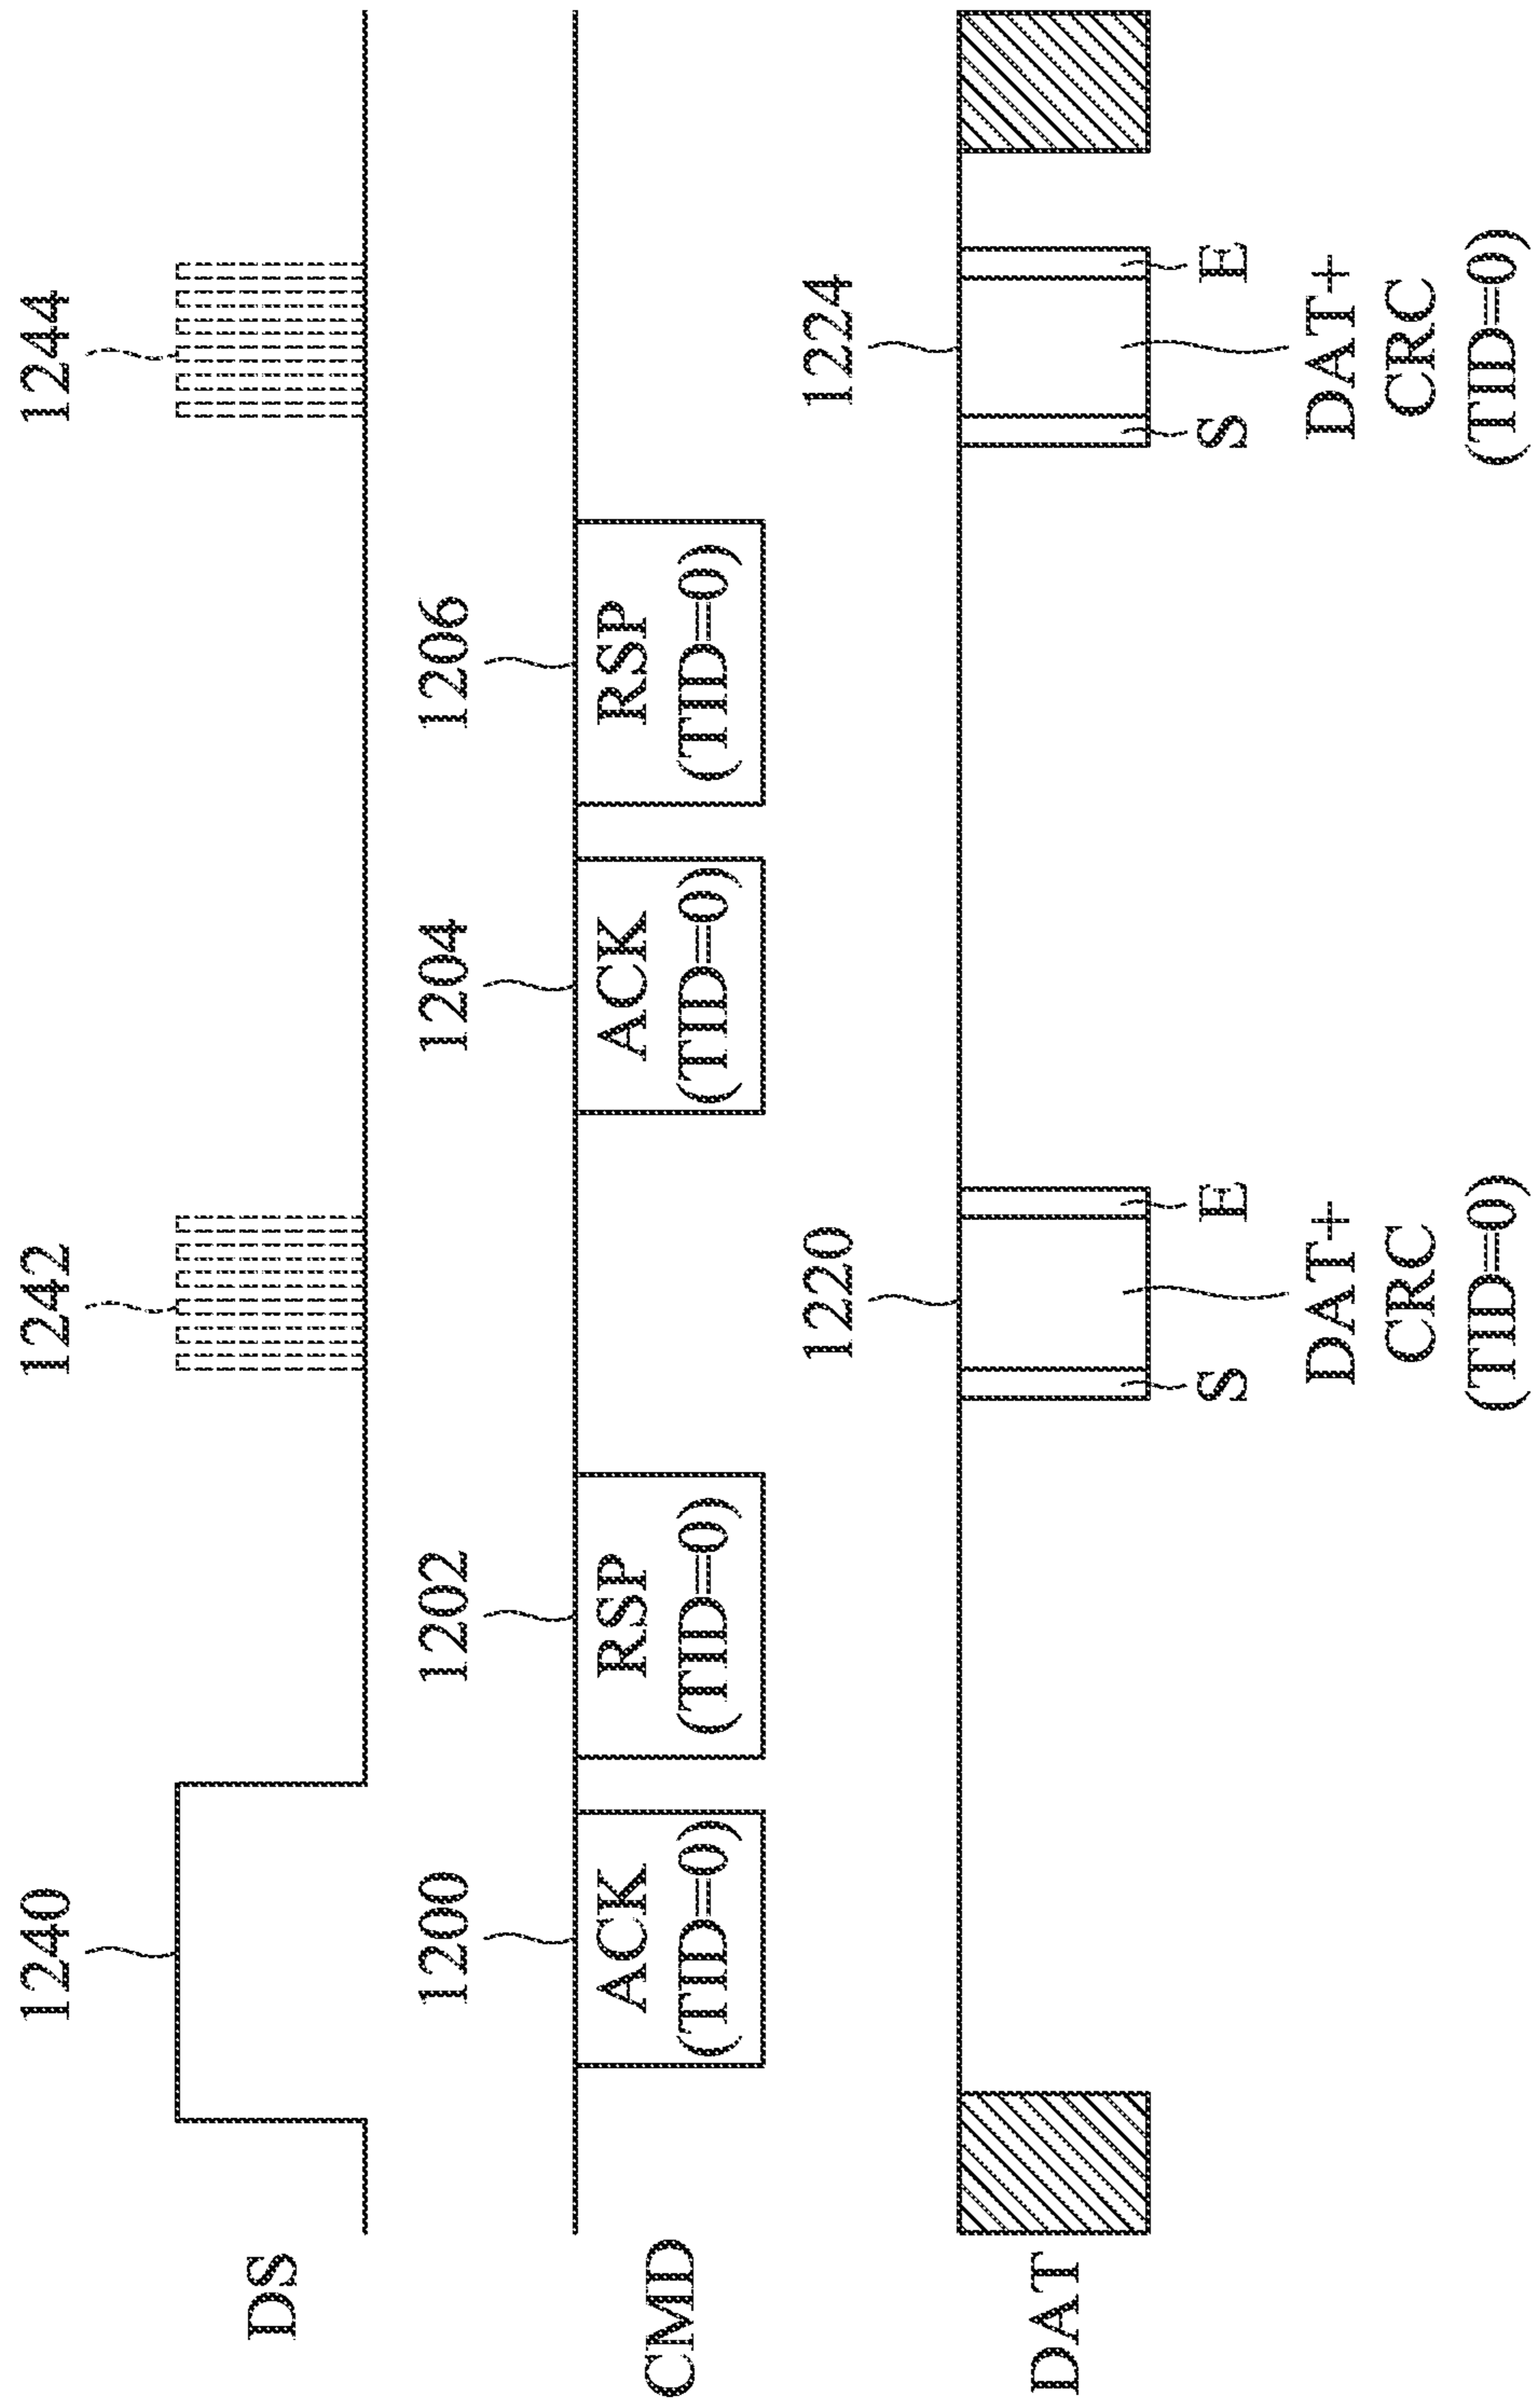 1240
1242
1244
DS
1200
1202
1204
1206
CMD
ACK
(TID=0)
RSP
(TID=0)
ACK
(TID=0)
RSP
(TID=0)
1220
1224
DAT
S
E
S
E
DAT+
CRC
(TID=0)
DAT+
CRC
(TID=0)